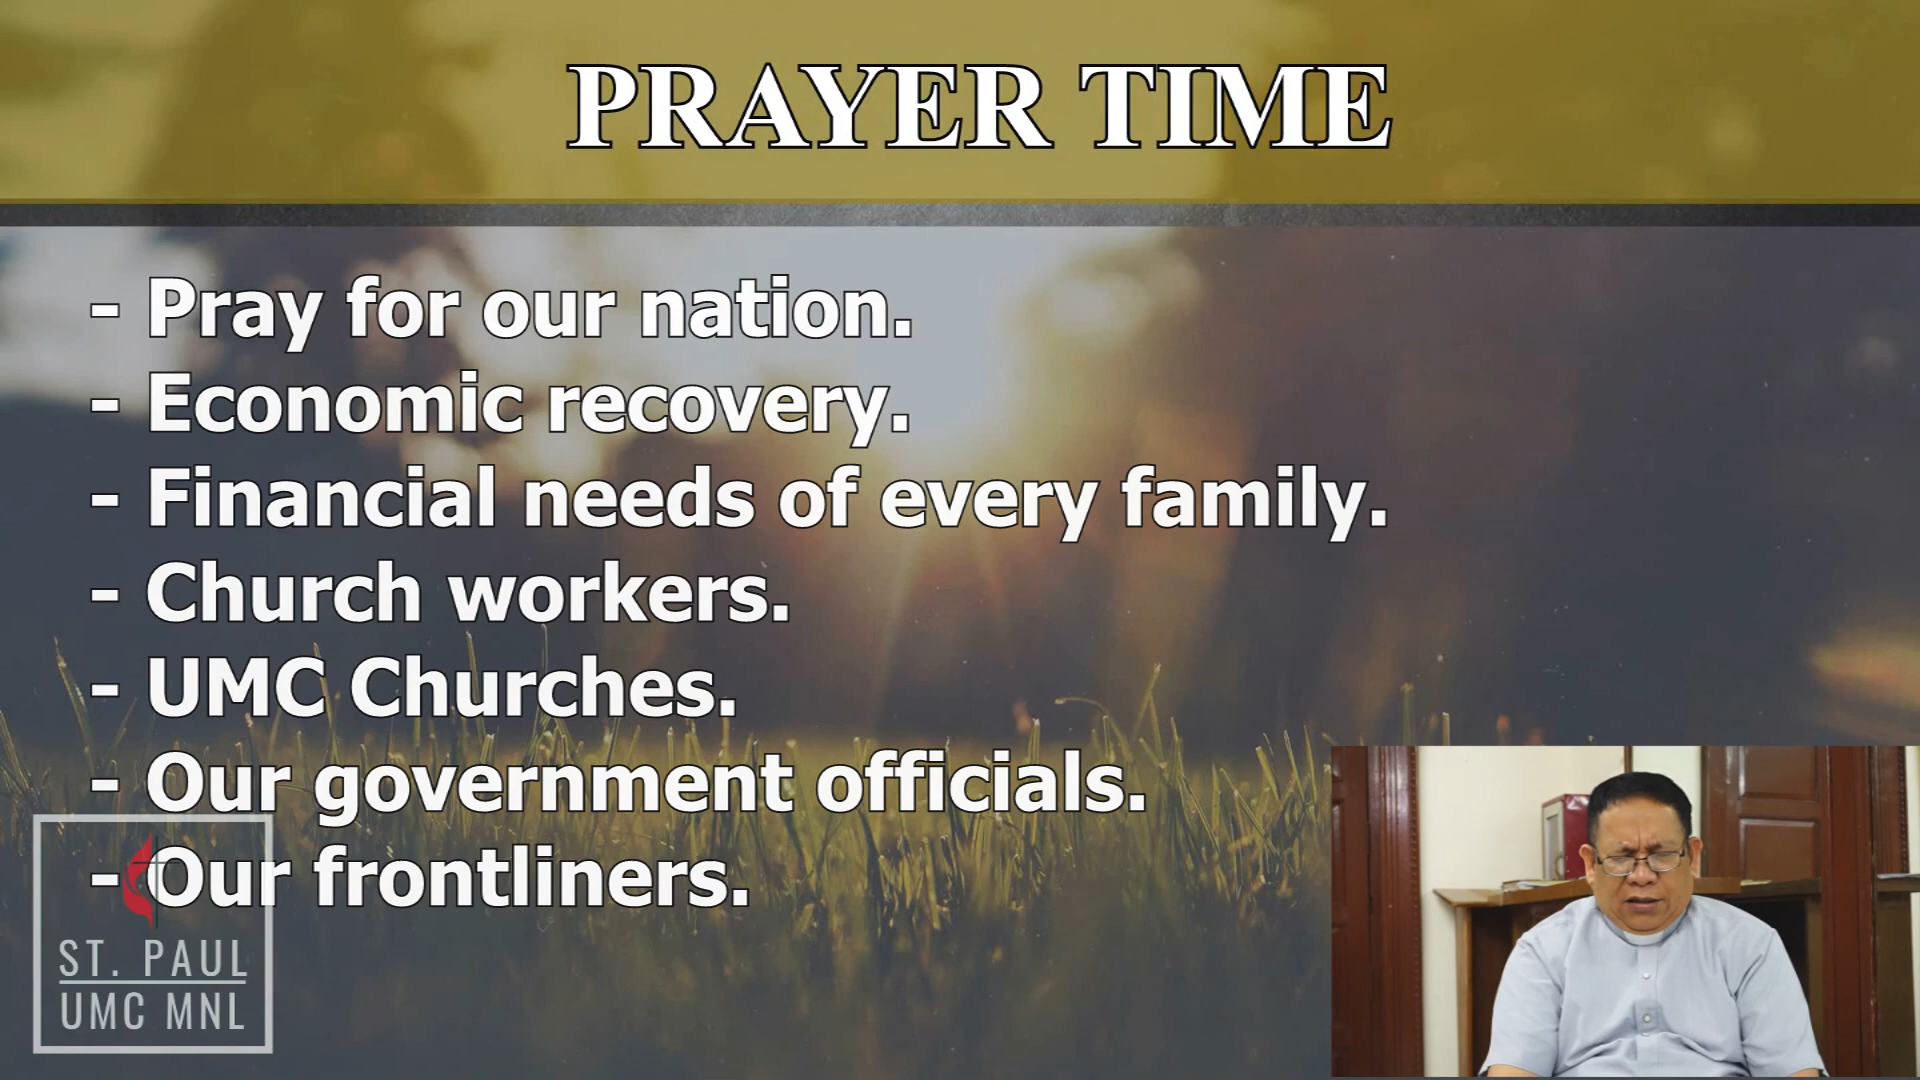 PRAYER TIME
- Pray for our nation.
- Economic recovery.
- Financial needs of every family.
- Church workers.
- UMC Churches.
- Our government officials.
- Our frontliners.
ST. PAUL
UMC MNL